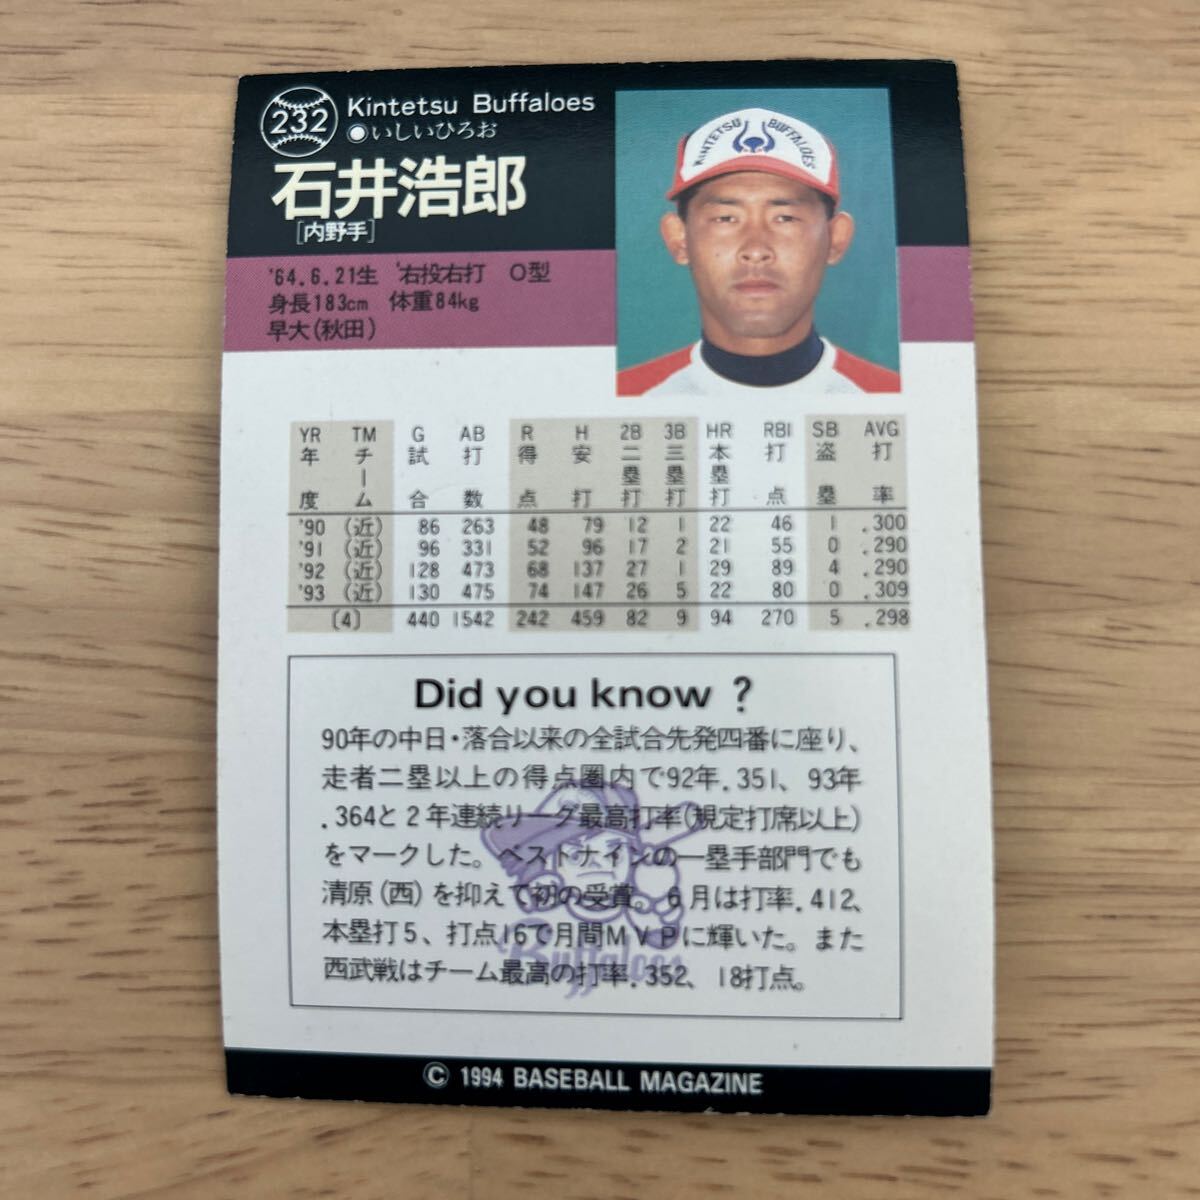 232
Kintetsu Buffaloes
◉いしいひろお
石井浩郎
[内野手]
KINTETSU BUFFALOES
'64.6.21生 '右投右打 O型
身長183cm 体重84kg
早大(秋田)
YR TM G AB R H 2B 3B HR RBI SB AVG
年度 チーム 試合 打数 得点 安打 二塁打 三塁打 本塁打 打点 盗塁 打率
'90 (近) 86 263 48 79 12 1 22 46 1 .300
'91 (近) 96 331 52 96 17 2 21 55 0 .290
'92 (近) 128 473 68 137 27 1 29 89 4 .290
'93 (近) 130 475 74 147 26 5 22 80 0 .309
(4) 440 1542 242 459 82 9 94 270 5 .298
Did you know ?
90年の中日・落合以来の全試合先発四番に座り、
走者二塁以上の得点圏内で92年.351、93年
.364と2年連続リーグ最高打率(規定打席以上)
をマークした。ベストナインの一塁手部門でも
清原(西)を抑えて初の受賞。6月は打率.412、
本塁打5、打点16で月間MVPに輝いた。また
西武戦はチーム最高の打率.352、18打点。
Buffaloes
© 1994 BASEBALL MAGAZINE